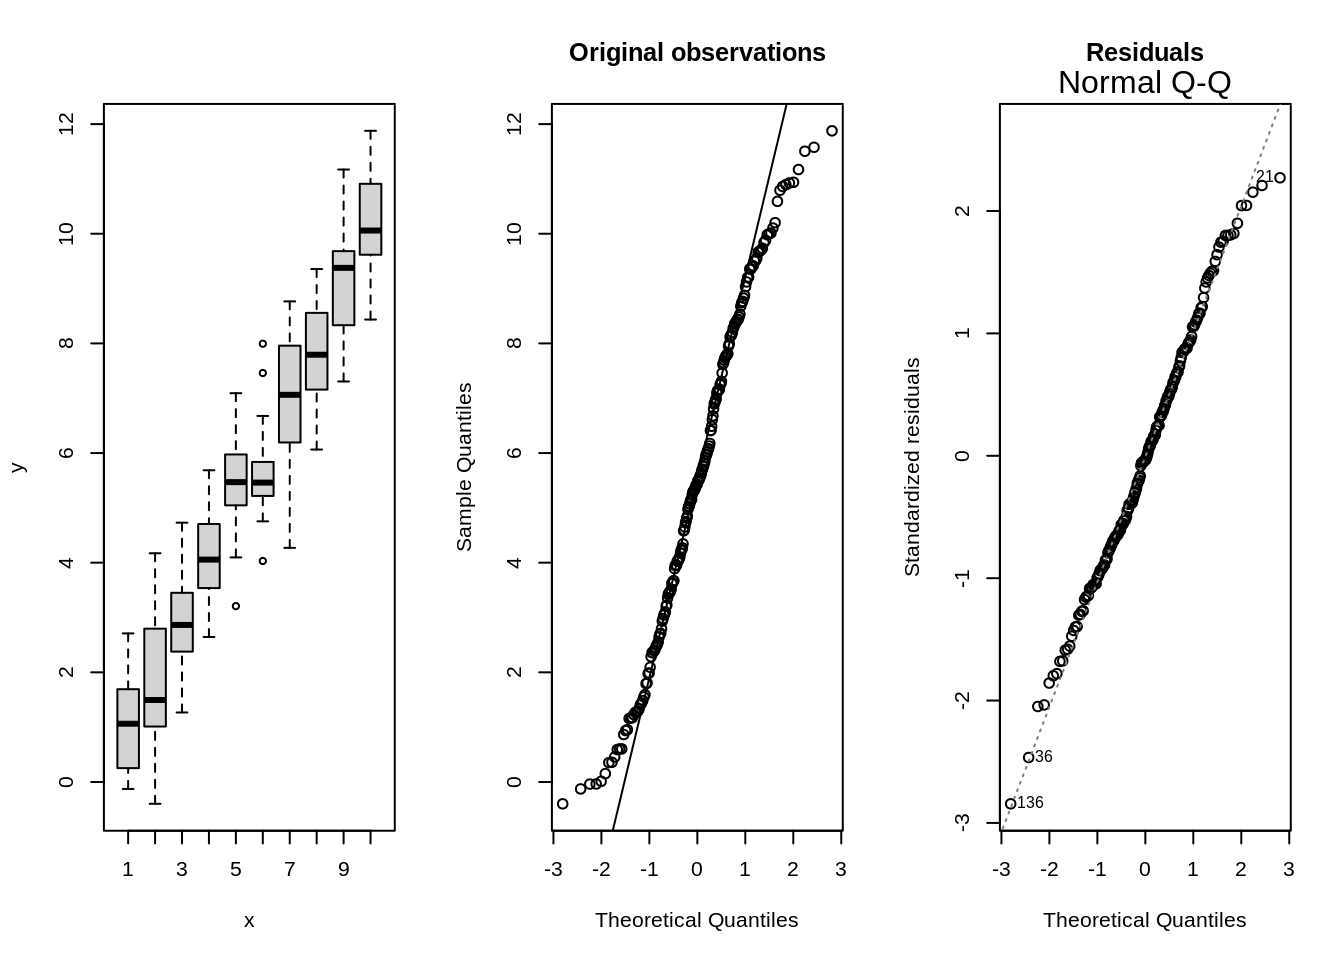 Original observations
Residuals
Normal Q-Q
y
0
2
4
6
8
10
12
1
3
5
7
9
x
Sample Quantiles
0
2
4
6
8
10
12
-3 -2 -1 0 1 2 3
Theoretical Quantiles
Standardized residuals
-3
-2
-1
0
1
2
21
36
136
-3 -2 -1 0 1 2 3
Theoretical Quantiles